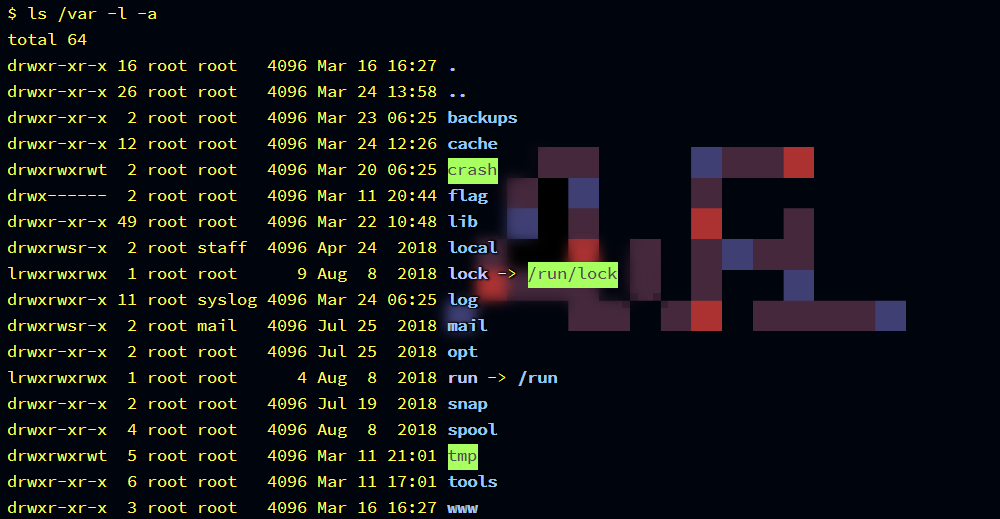 $ ls /var -l -a
total 64
drwxr-xr-x 16 root root   4096 Mar 16 16:27 .
drwxr-xr-x 26 root root   4096 Mar 24 13:58 ..
drwxr-xr-x  2 root root   4096 Mar 23 06:25 backups
drwxr-xr-x 12 root root   4096 Mar 24 12:26 cache
drwxrwxrwt  2 root root   4096 Mar 20 06:25 crash
drwx------  2 root root   4096 Mar 11 20:44 flag
drwxr-xr-x 49 root root   4096 Mar 22 10:48 lib
drwxrwsr-x  2 root staff  4096 Apr 24  2018 local
lrwxrwxrwx  1 root root      9 Aug  8  2018 lock -> /run/lock
drwxrwxr-x 11 root syslog 4096 Mar 24 06:25 log
drwxrwsr-x  2 root mail   4096 Jul 25  2018 mail
drwxr-xr-x  2 root root   4096 Jul 25  2018 opt
lrwxrwxrwx  1 root root      4 Aug  8  2018 run -> /run
drwxr-xr-x  2 root root   4096 Jul 19  2018 snap
drwxr-xr-x  4 root root   4096 Aug  8  2018 spool
drwxrwxrwt  5 root root   4096 Mar 11 21:01 tmp
drwxr-xr-x  6 root root   4096 Mar 11 17:01 tools
drwxr-xr-x  3 root root   4096 Mar 16 16:27 www